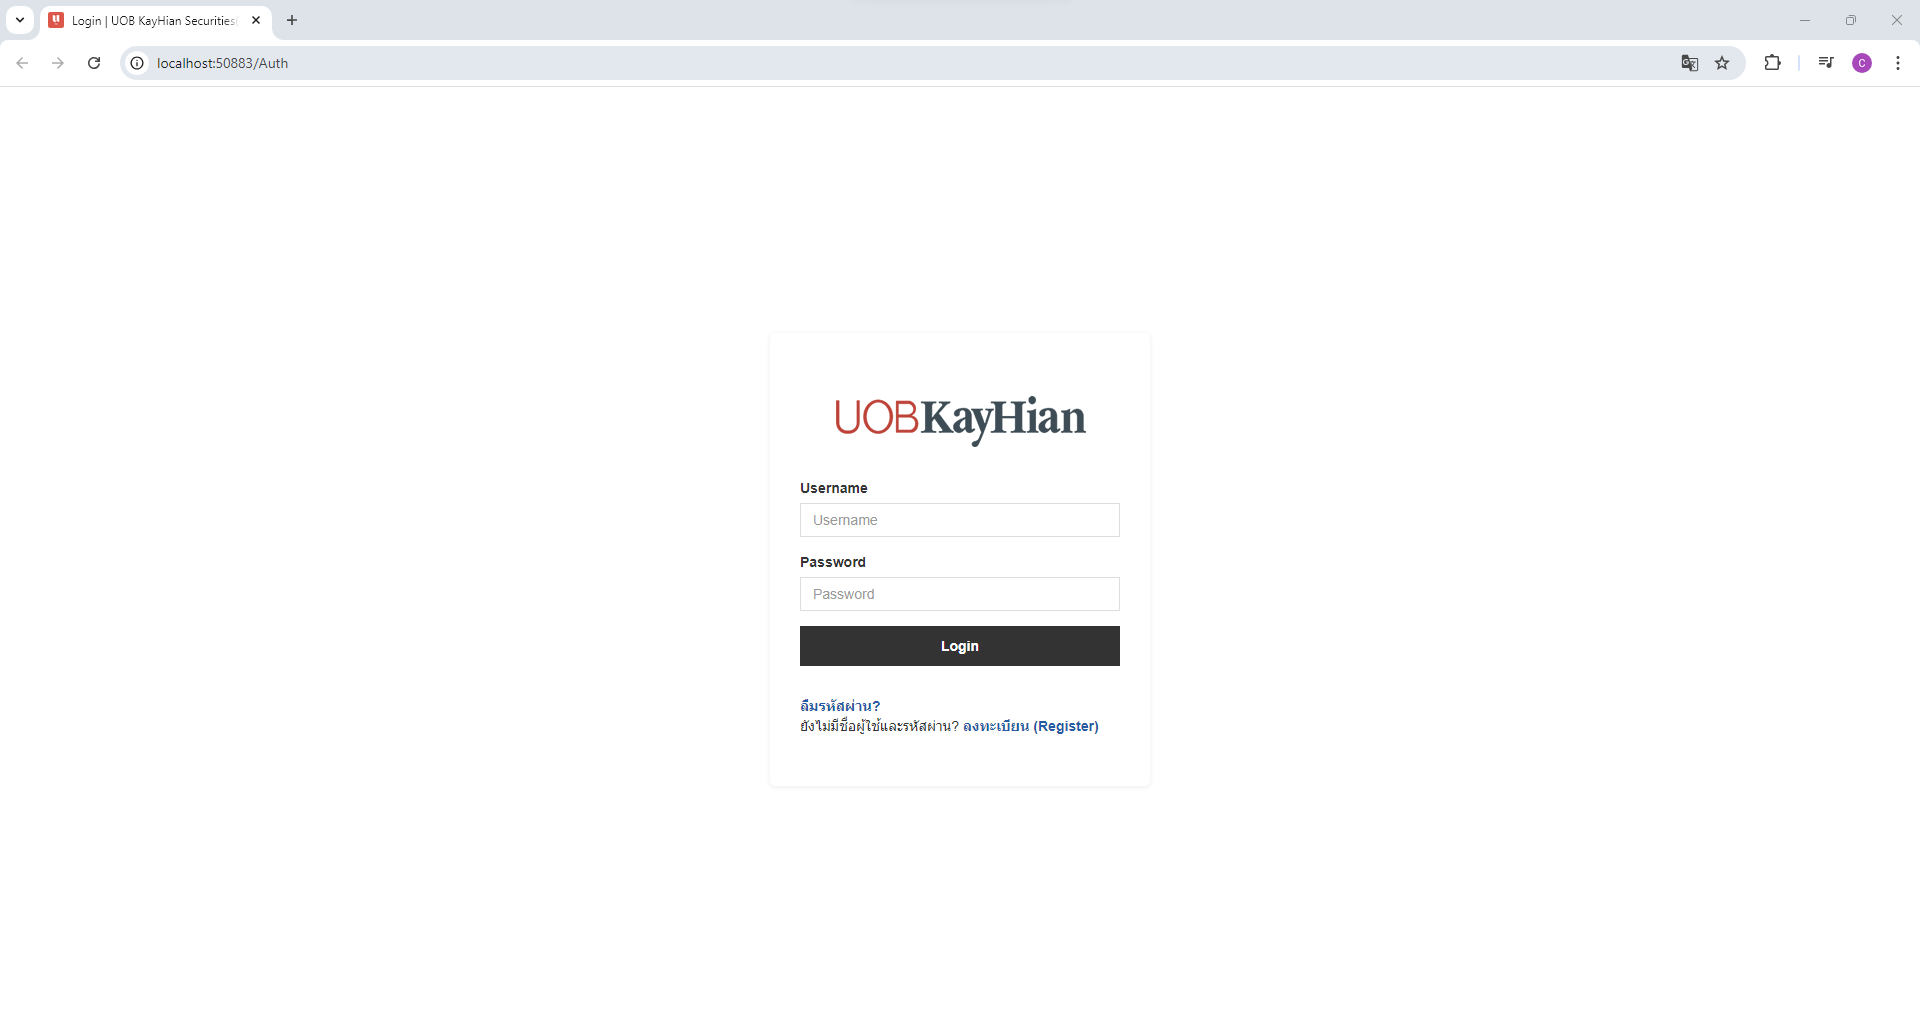 Login | UOB KayHian Securities
localhost:50883/Auth
C
UOBKayHian
Username
Username
Password
Password
Login
ลืมรหัสผ่าน?
ยังไม่มีชื่อผู้ใช้และรหัสผ่าน? ลงทะเบียน (Register)